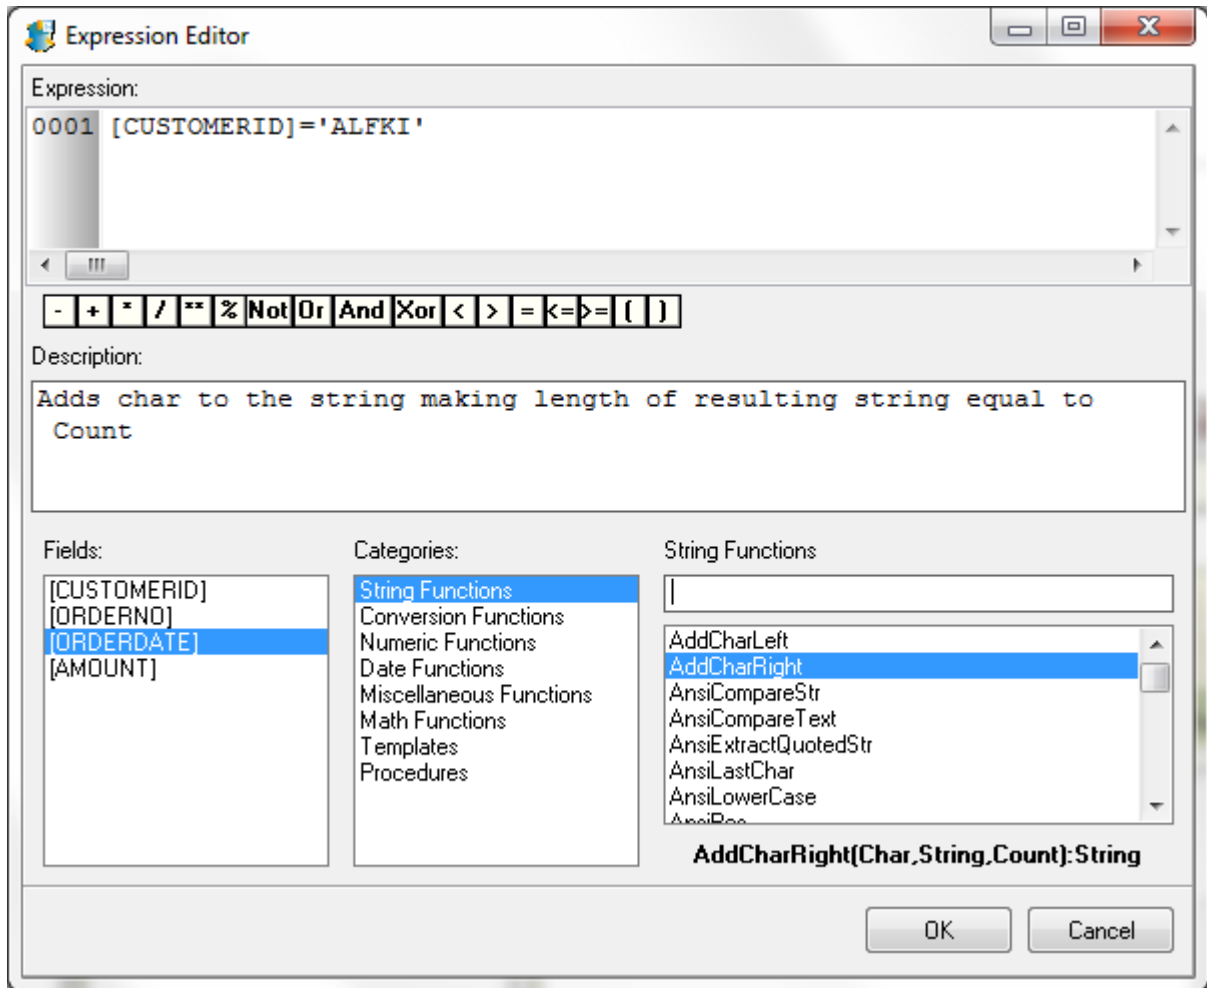 Expression Editor
Expression:
0001 [CUSTOMERID]='ALFKI'
- + * / ** % Not Or And Xor < > = <= >= ( )
Description:
Adds char to the string making length of resulting string equal to
Count
Fields:
[CUSTOMERID]
[ORDERNO]
[ORDERDATE]
[AMOUNT]
Categories:
String Functions
Conversion Functions
Numeric Functions
Date Functions
Miscellaneous Functions
Math Functions
Templates
Procedures
String Functions
AddCharLeft
AddCharRight
AnsiCompareStr
AnsiCompareText
AnsiExtractQuotedStr
AnsiLastChar
AnsiLowerCase
AnsiPos
AddCharRight(Char,String,Count):String
OK
Cancel